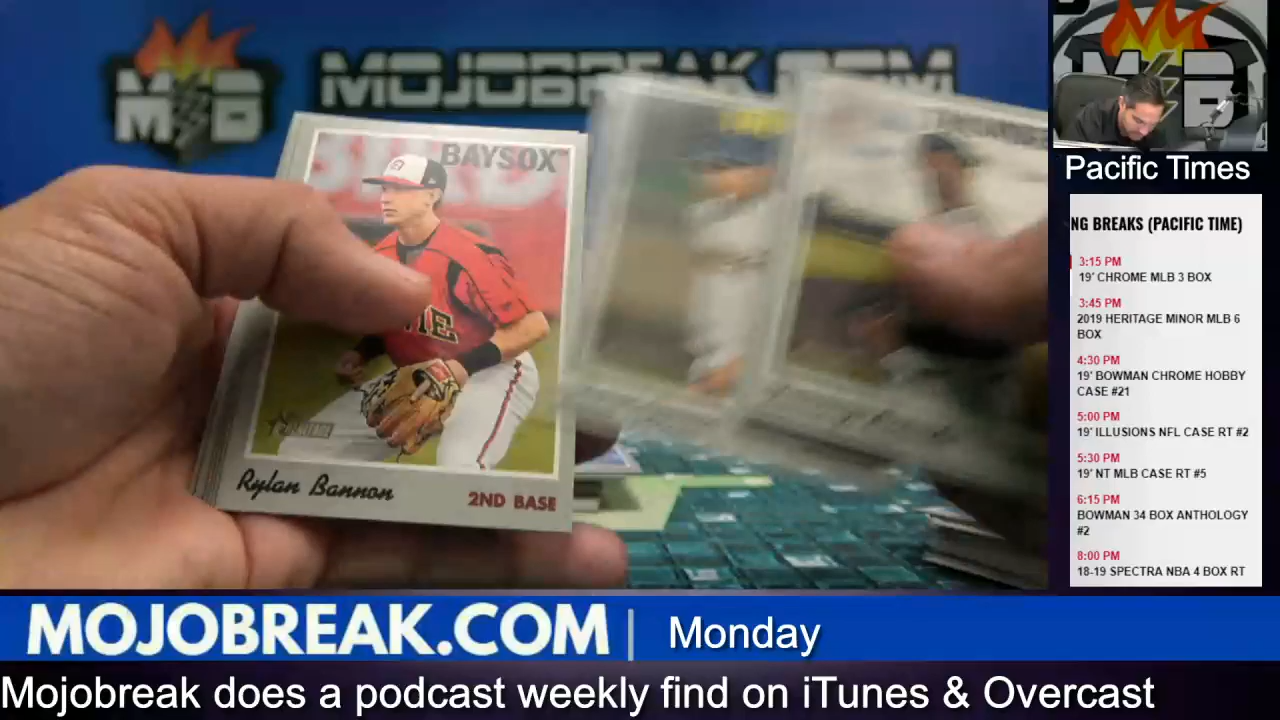 MOJOBREAK.COM
M B
BAYSOX
HERITAGE
Rylan Bannon
2ND BASE
M B
Pacific Times
NG BREAKS (PACIFIC TIME)
3:15 PM
19' CHROME MLB 3 BOX
3:45 PM
2019 HERITAGE MINOR MLB 6
BOX
4:30 PM
19' BOWMAN CHROME HOBBY
CASE #21
5:00 PM
19' ILLUSIONS NFL CASE RT #2
5:30 PM
19' NT MLB CASE RT #5
6:15 PM
BOWMAN 34 BOX ANTHOLOGY
#2
8:00 PM
18-19 SPECTRA NBA 4 BOX RT
MOJOBREAK.COM | Monday
Mojobreak does a podcast weekly find on iTunes & Overcast